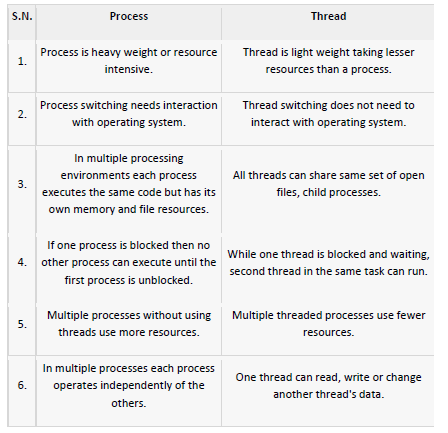 S.N. Process Thread
1. Process is heavy weight or resource intensive. Thread is light weight taking lesser resources than a process.
2. Process switching needs interaction with operating system. Thread switching does not need to interact with operating system.
3. In multiple processing environments each process executes the same code but has its own memory and file resources. All threads can share same set of open files, child processes.
4. If one process is blocked then no other process can execute until the first process is unblocked. While one thread is blocked and waiting, second thread in the same task can run.
5. Multiple processes without using threads use more resources. Multiple threaded processes use fewer resources.
6. In multiple processes each process operates independently of the others. One thread can read, write or change another thread's data.